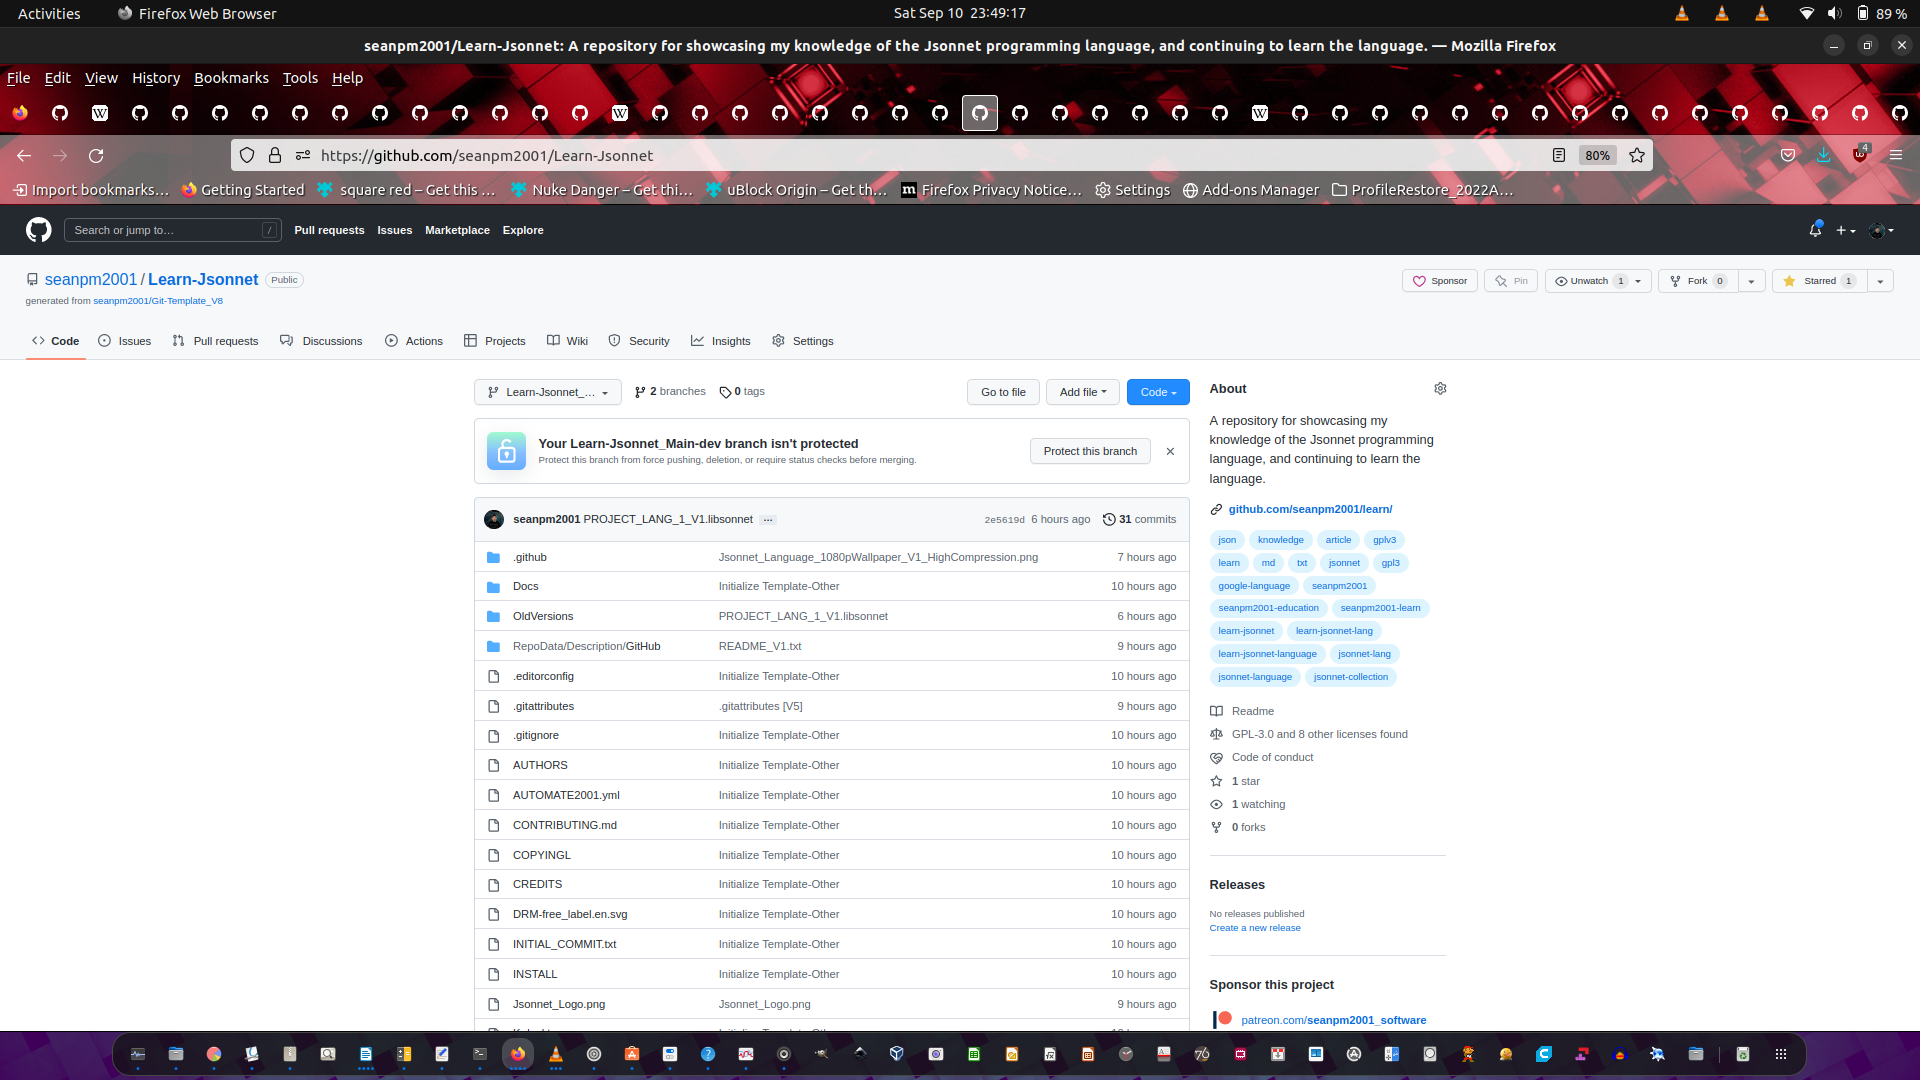 Activities Firefox Web Browser Sat Sep 10 23:49:17 89 %
seanpm2001/Learn-Jsonnet: A repository for showcasing my knowledge of the Jsonnet programming language, and continuing to learn the language. — Mozilla Firefox
File Edit View History Bookmarks Tools Help
https://github.com/seanpm2001/Learn-Jsonnet 80% 4
Import bookmarks… Getting Started square red – Get this … Nuke Danger – Get thi… uBlock Origin – Get th… Firefox Privacy Notice… Settings Add-ons Manager ProfileRestore_2022A…
Search or jump to… / Pull requests Issues Marketplace Explore
seanpm2001 / Learn-Jsonnet Public Sponsor Pin Unwatch 1 Fork 0 Starred 1
generated from seanpm2001/Git-Template_V8
Code Issues Pull requests Discussions Actions Projects Wiki Security Insights Settings
Learn-Jsonnet_… 2 branches 0 tags Go to file Add file Code
Your Learn-Jsonnet_Main-dev branch isn't protected
Protect this branch from force pushing, deletion, or require status checks before merging.
Protect this branch
seanpm2001 PROJECT_LANG_1_V1.libsonnet … 2e5619d 6 hours ago 31 commits
.github Jsonnet_Language_1080pWallpaper_V1_HighCompression.png 7 hours ago
Docs Initialize Template-Other 10 hours ago
OldVersions PROJECT_LANG_1_V1.libsonnet 6 hours ago
RepoData/Description/GitHub README_V1.txt 9 hours ago
.editorconfig Initialize Template-Other 10 hours ago
.gitattributes .gitattributes [V5] 9 hours ago
.gitignore Initialize Template-Other 10 hours ago
AUTHORS Initialize Template-Other 10 hours ago
AUTOMATE2001.yml Initialize Template-Other 10 hours ago
CONTRIBUTING.md Initialize Template-Other 10 hours ago
COPYINGL Initialize Template-Other 10 hours ago
CREDITS Initialize Template-Other 10 hours ago
DRM-free_label.en.svg Initialize Template-Other 10 hours ago
INITIAL_COMMIT.txt Initialize Template-Other 10 hours ago
INSTALL Initialize Template-Other 10 hours ago
Jsonnet_Logo.png Jsonnet_Logo.png 9 hours ago
About
A repository for showcasing my
knowledge of the Jsonnet programming
language, and continuing to learn the
language.
github.com/seanpm2001/learn/
json knowledge article gplv3
learn md txt jsonnet gpl3
google-language seanpm2001
seanpm2001-education seanpm2001-learn
learn-jsonnet learn-jsonnet-lang
learn-jsonnet-language jsonnet-lang
jsonnet-language jsonnet-collection
Readme
GPL-3.0 and 8 other licenses found
Code of conduct
1 star
1 watching
0 forks
Releases
No releases published
Create a new release
Sponsor this project
patreon.com/seanpm2001_software